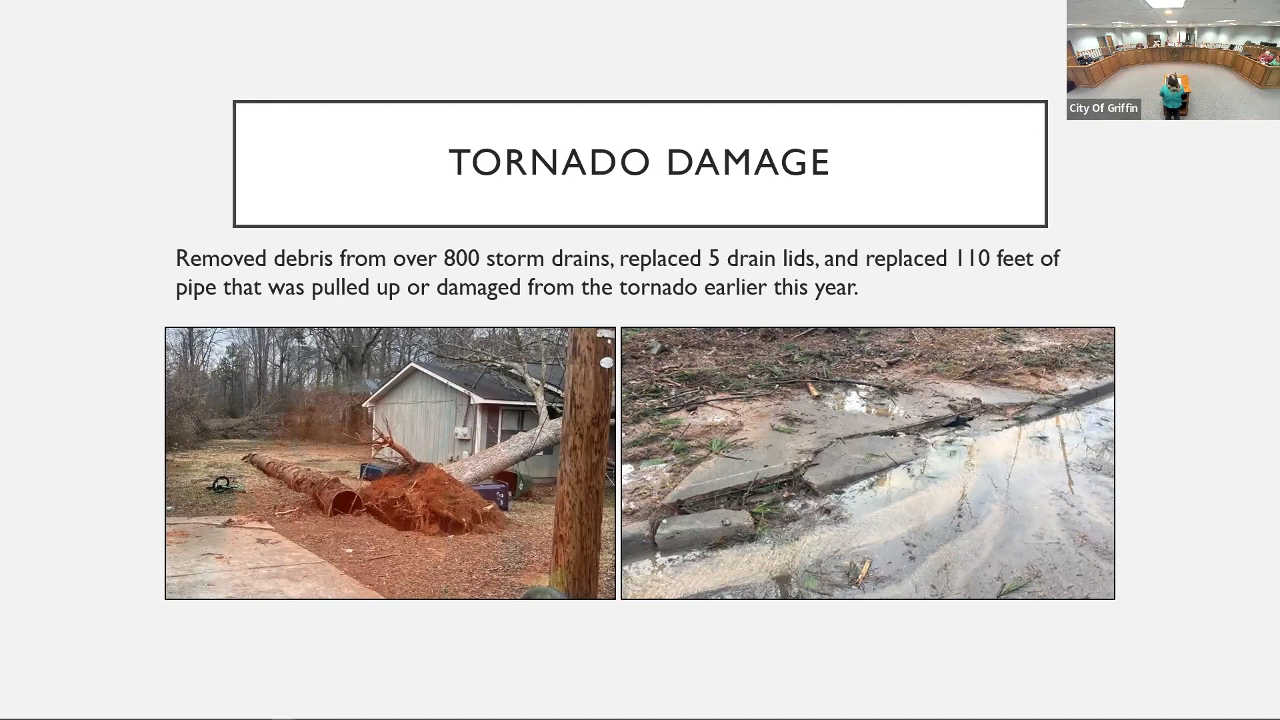 City Of Griffin
TORNADO DAMAGE
Removed debris from over 800 storm drains, replaced 5 drain lids, and replaced 110 feet of
pipe that was pulled up or damaged from the tornado earlier this year.